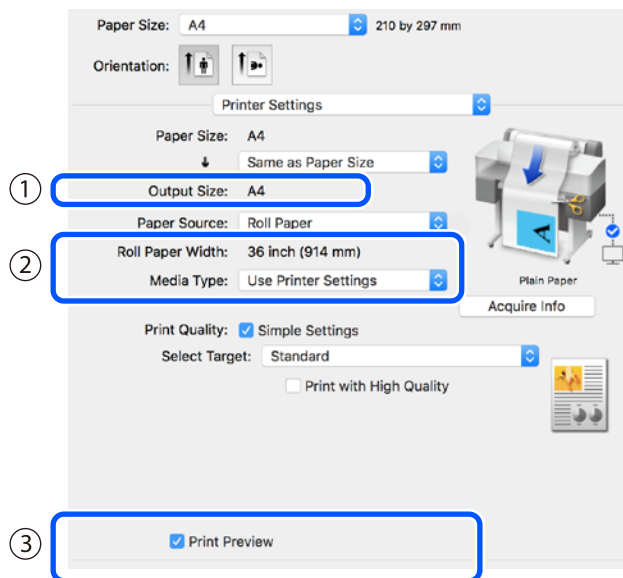 Paper Size: A4 210 by 297 mm
Orientation:
Printer Settings
Paper Size: A4
Same as Paper Size
① Output Size: A4
Paper Source: Roll Paper
② Roll Paper Width: 36 inch (914 mm)
Media Type: Use Printer Settings
Plain Paper
Acquire Info
Print Quality: Simple Settings
Select Target: Standard
Print with High Quality
③ Print Preview